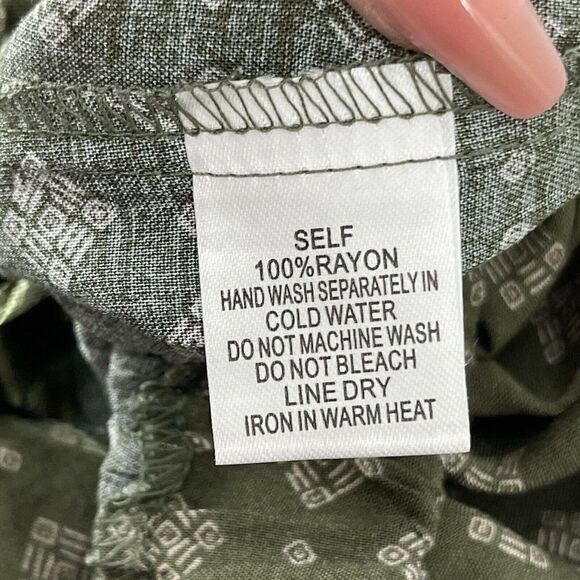 SELF
100%RAYON
HAND WASH SEPARATELY IN
COLD WATER
DO NOT MACHINE WASH
DO NOT BLEACH
LINE DRY
IRON IN WARM HEAT